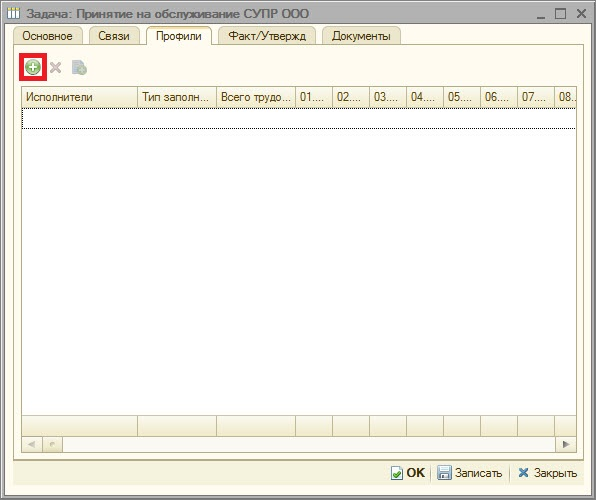 Задача: Принятие на обслуживание СУПР ООО
Основное Связи Профили Факт/Утвержд Документы
Исполнители Тип заполн... Всего трудо... 01.... 02.... 03.... 04.... 05.... 06.... 07.... 08...
OK Записать Закрыть